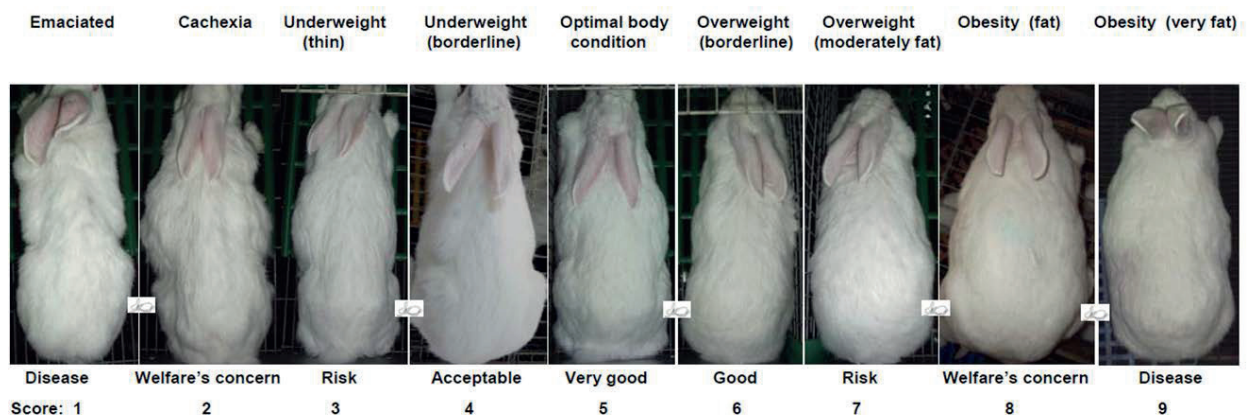 Emaciated Cachexia Underweight Underweight Optimal body Overweight Overweight Obesity (fat) Obesity (very fat)
(thin) (borderline) condition (borderline) (moderately fat)
Disease Welfare's concern Risk Acceptable Very good Good Risk Welfare's concern Disease
Score: 1 2 3 4 5 6 7 8 9